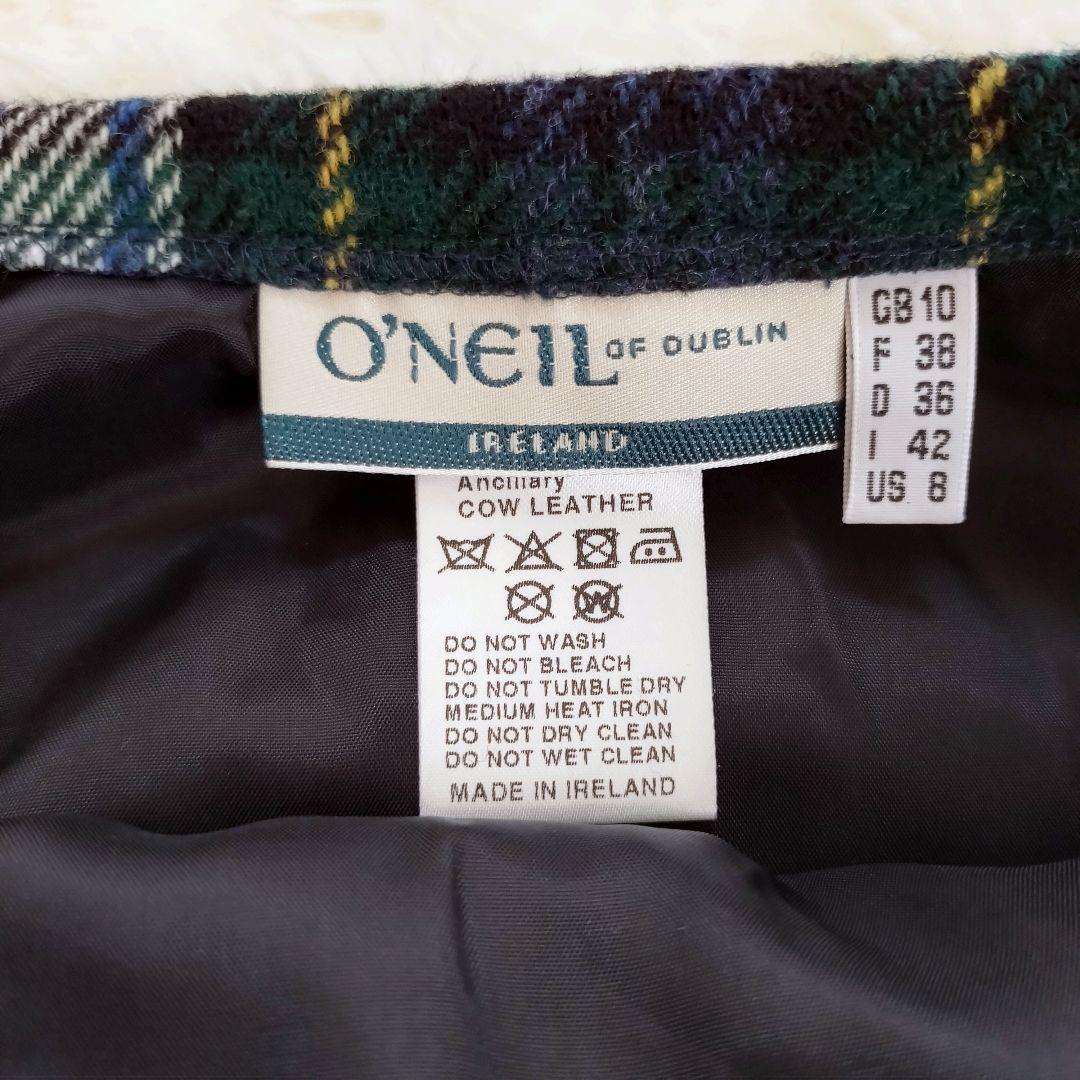 O'NEIL OF DUBLIN
IRELAND
GB 10
F 38
D 36
I 42
US 8
Ancillary
COW LEATHER
W
DO NOT WASH
DO NOT BLEACH
DO NOT TUMBLE DRY
MEDIUM HEAT IRON
DO NOT DRY CLEAN
DO NOT WET CLEAN
MADE IN IRELAND